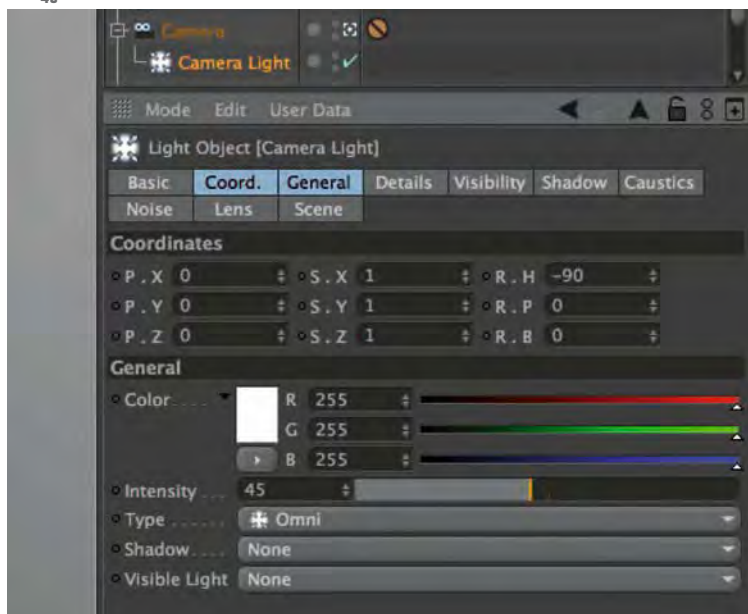 Camera
Camera Light
Mode Edit User Data
Light Object [Camera Light]
Basic Coord. General Details Visibility Shadow Caustics
Noise Lens Scene
Coordinates
P . X 0 S . X 1 R . H -90
P . Y 0 S . Y 1 R . P 0
P . Z 0 S . Z 1 R . B 0
General
Color . . . . R 255
G 255
B 255
Intensity . . . 45
Type . . . . . . Omni
Shadow . . . . None
Visible Light None